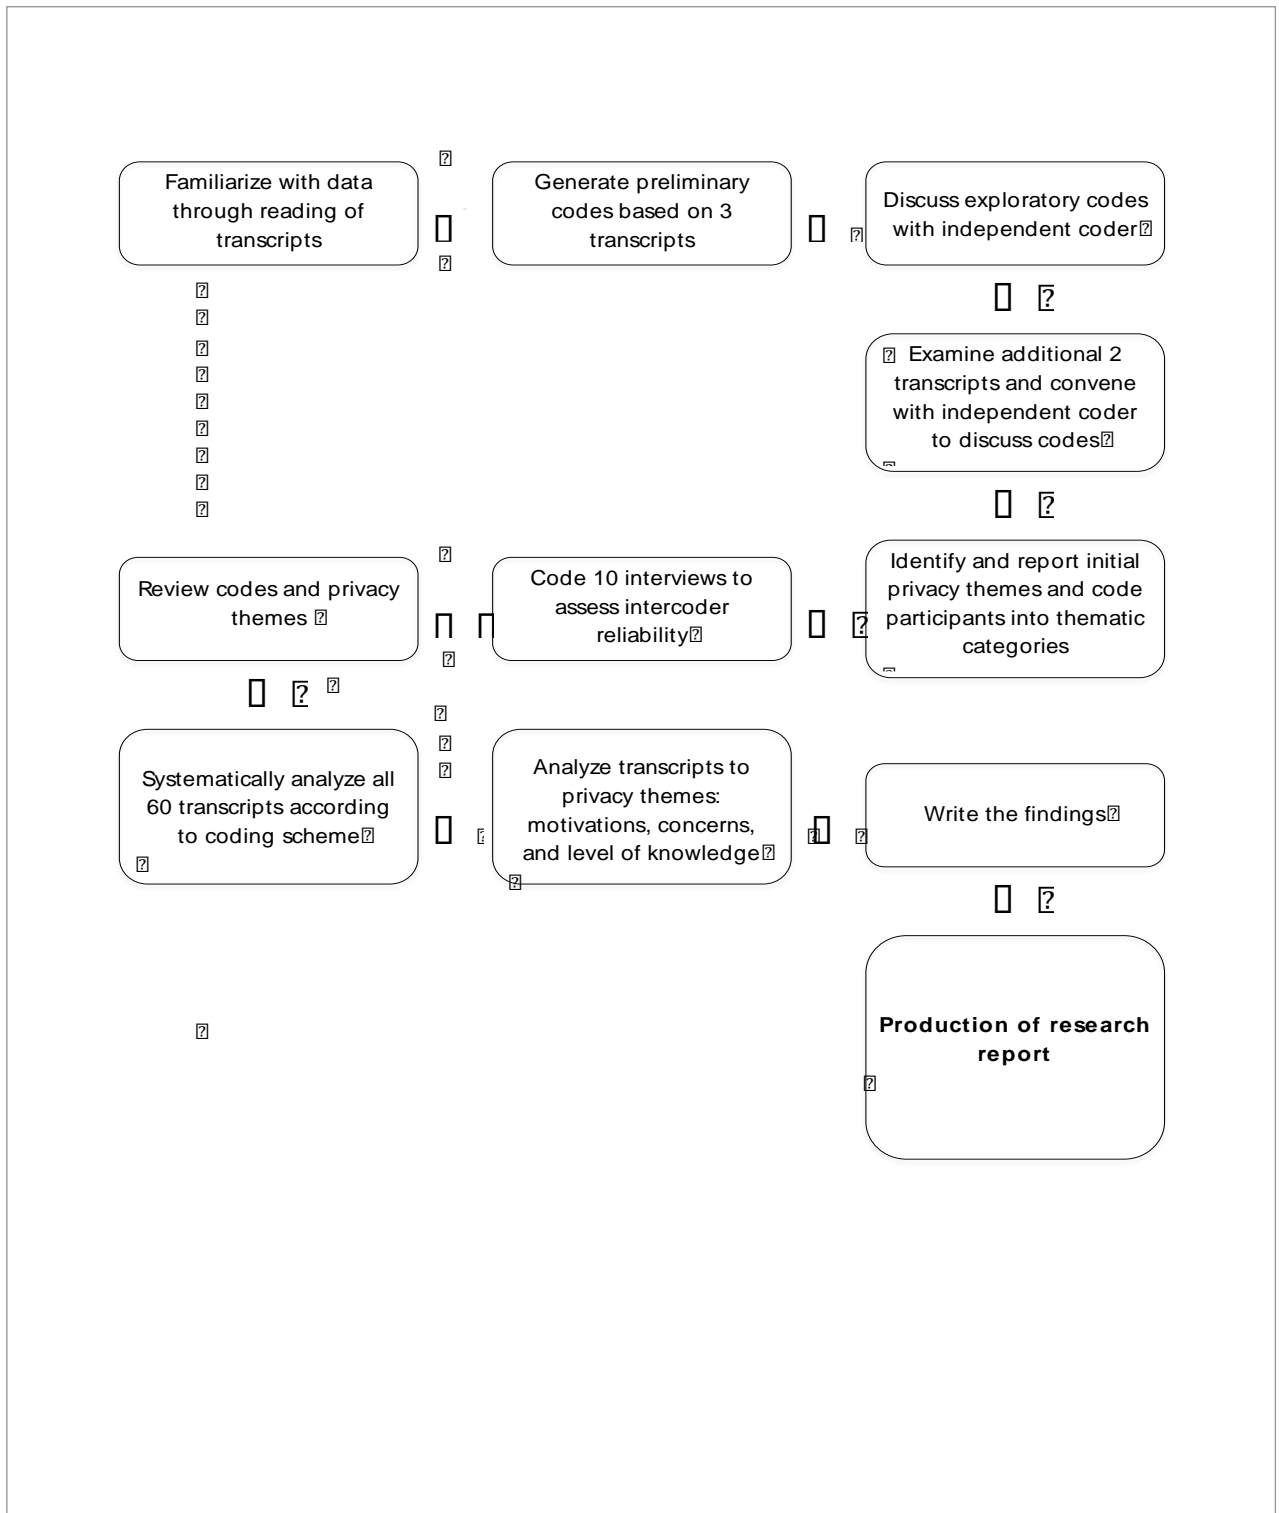 Familiarize with data
through reading of
transcripts
Generate preliminary
codes based on 3
transcripts
Discuss exploratory codes
with independent coder
Examine additional 2
transcripts and convene
with independent coder
to discuss codes
Identify and report initial
privacy themes and code
participants into thematic
categories
Code 10 interviews to
assess intercoder
reliability
Review codes and privacy
themes
Systematically analyze all
60 transcripts according
to coding scheme
Analyze transcripts to
privacy themes:
motivations, concerns,
and level of knowledge
Write the findings
Production of research
report